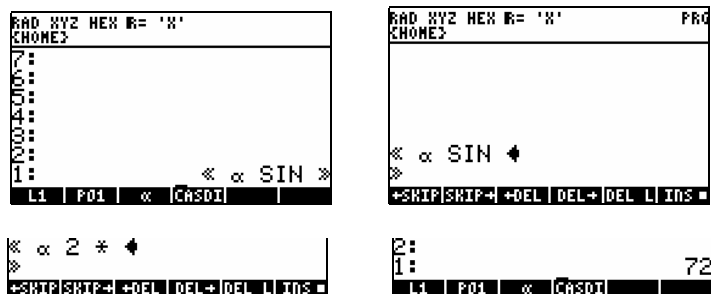 RAD XYZ HEX R= 'X'
{HOME}
7:
6:
5:
4:
3:
2:
1: « α SIN »
L1 PO1 α CASDI
RAD XYZ HEX R= 'X' PRG
{HOME}
« α SIN
»
←SKIP SKIP→ ←DEL DEL→ DEL L INS ■
« α 2 *
»
←SKIP SKIP→ ←DEL DEL→ DEL L INS ■
2:
1: 72
L1 PO1 α CASDI